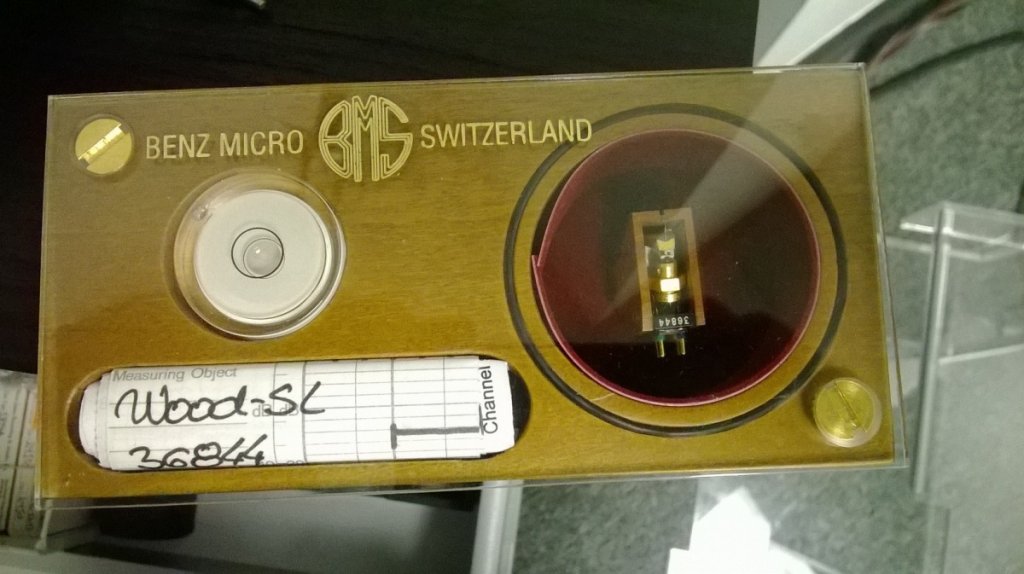 BENZ MICRO BMS SWITZERLAND
Measuring Object
Wood-SL
36844
Channel
36844